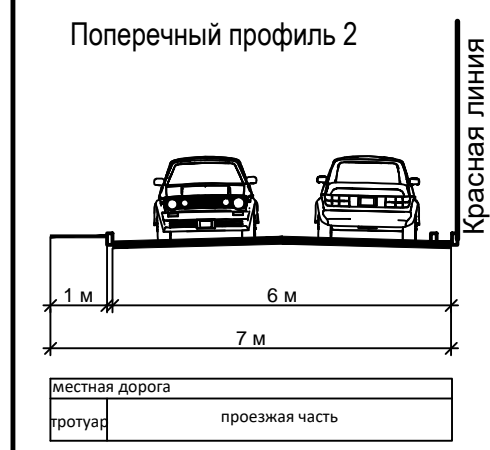 Поперечный профиль 2
Красная линия
1 м
6 м
7 м
местная дорога
тротуар
проезжая часть